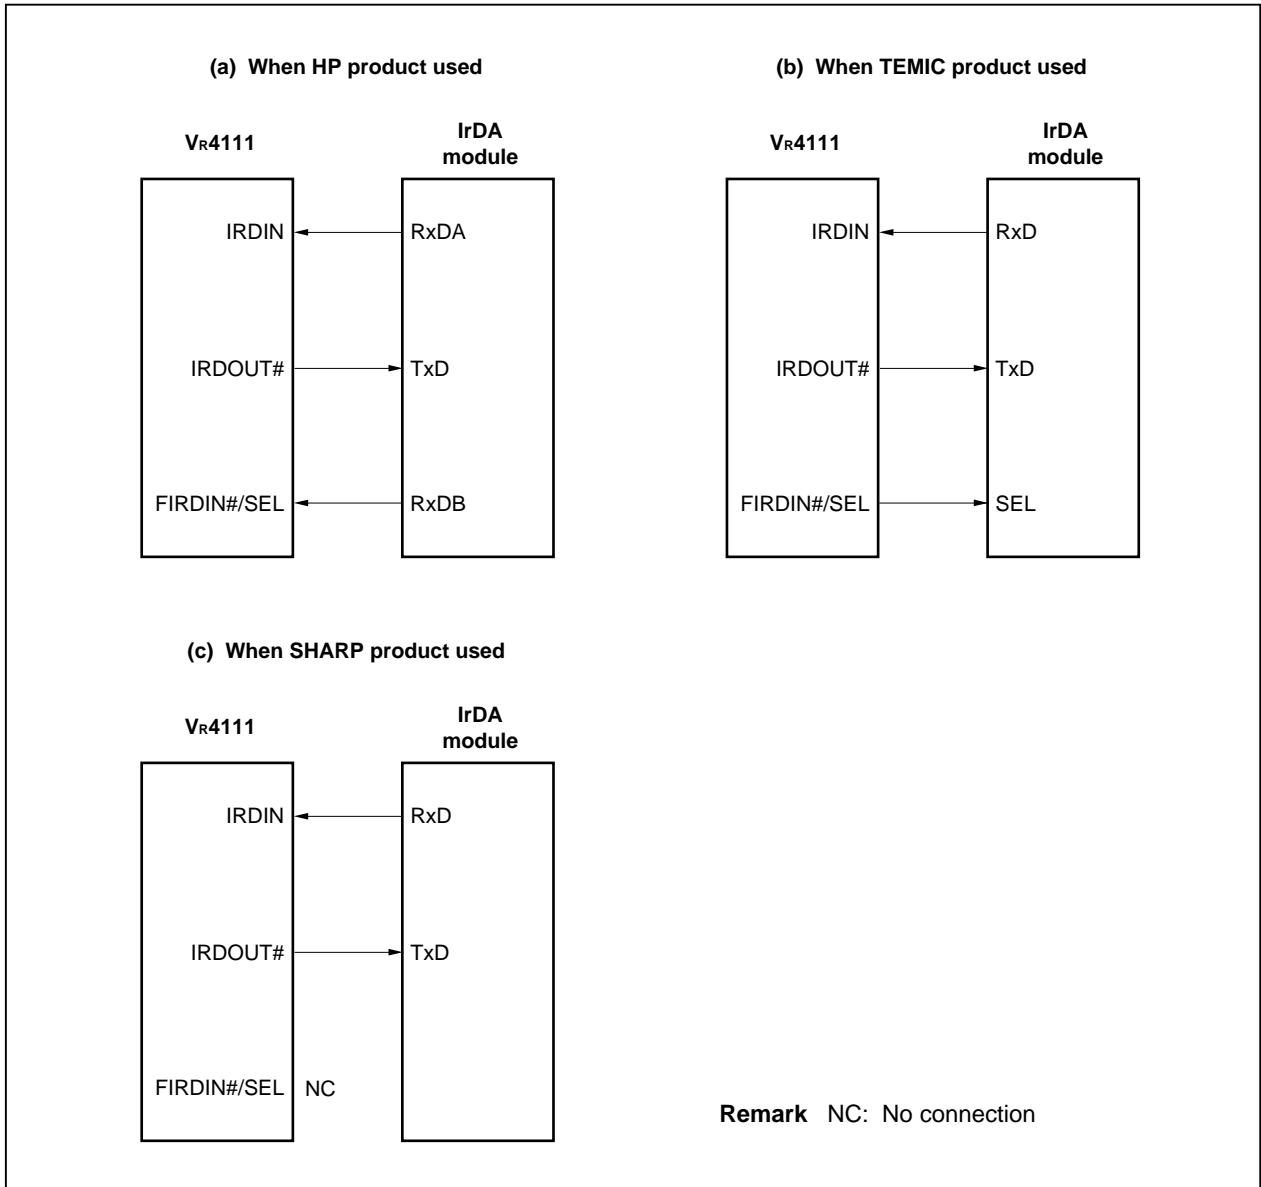 (a) When HP product used
VR4111
IrDA
module
IRDIN
RxDA
IRDOUT#
TxD
FIRDIN#/SEL
RxDB
(b) When TEMIC product used
VR4111
IrDA
module
IRDIN
RxD
IRDOUT#
TxD
FIRDIN#/SEL
SEL
(c) When SHARP product used
VR4111
IrDA
module
IRDIN
RxD
IRDOUT#
TxD
FIRDIN#/SEL
NC
Remark NC: No connection